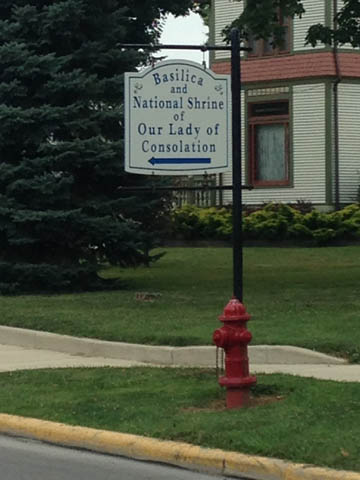 Basilica
and
National Shrine
of
Our Lady of
Consolation